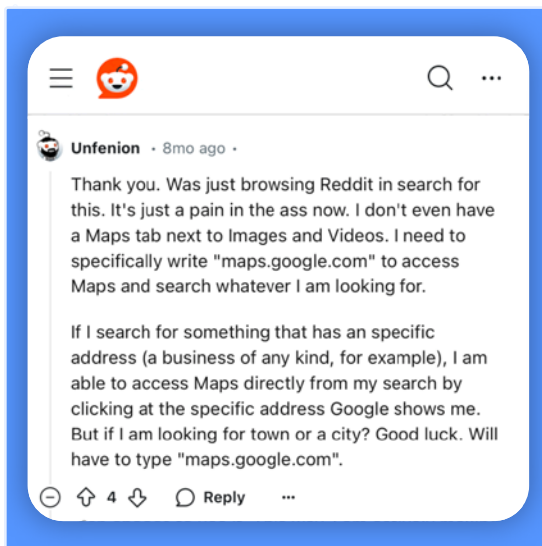 Unfenion • 8mo ago •
Thank you. Was just browsing Reddit in search for
this. It's just a pain in the ass now. I don't even have
a Maps tab next to Images and Videos. I need to
specifically write "maps.google.com" to access
Maps and search whatever I am looking for.
If I search for something that has an specific
address (a business of any kind, for example), I am
able to access Maps directly from my search by
clicking at the specific address Google shows me.
But if I am looking for town or a city? Good luck. Will
have to type "maps.google.com".
4 Reply